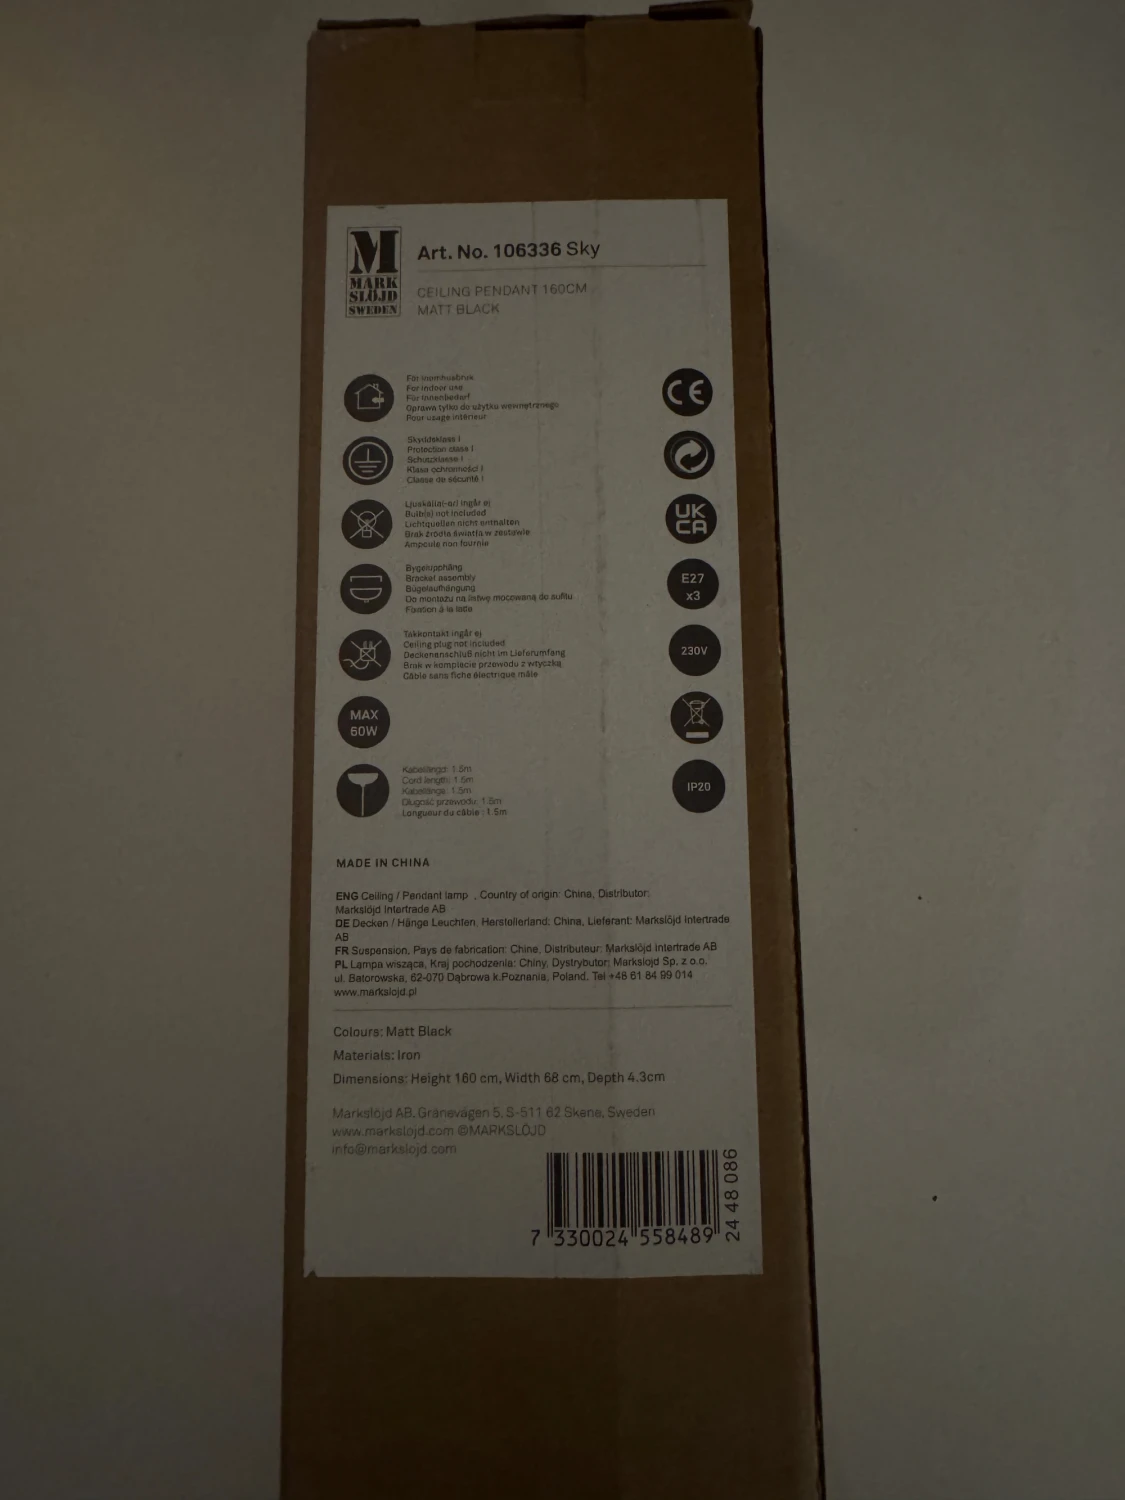 M
MARK
SLÖJD
SWEDEN
Art. No. 106336 Sky
CEILING PENDANT 160CM
MATT BLACK
För inomhusbruk
For indoor use
Für Innenbedarf
Oprawa tylko do użytku wewnętrznego
Pour usage intérieur
CE
Skyddsklass I
Protection class I
Schutzklasse I
Klasa ochronności I
Classe de sécurité I
Ljuskälla(-or) ingår ej
Bulb(s) not included
Lichtquellen nicht enthalten
Brak źródła światła w zestawie
Ampoule non fournie
UK
CA
Bygelupphäng
Bracket assembly
Bügelaufhängung
Do montażu na listwę mocowaną do sufitu
Fixation à la
E27
x3
Takkontakt ingår ej
Ceiling plug not included
Deckenanschluß nicht im Lieferumfang
Brak w komplecie przewodu z wtyczką
Câble sans fiche électrique mâle
230V
MAX
60W
Kabellängd: 1.5m
Cord length: 1.5m
Kabellänge: 1.5m
Długość przewodu: 1.5m
Longueur du câble : 1.5m
IP20
MADE IN CHINA
ENG Ceiling / Pendant lamp , Country of origin: China, Distributor:
Markslöjd Intertrade AB
DE Decken / Hänge Leuchten, Herstellerland: China, Lieferant: Markslöjd Intertrade
AB
FR Suspension, Pays de fabrication: Chine, Distributeur: Markslöjd Intertrade AB
PL Lampa wisząca, Kraj pochodzenia: Chiny, Dystrybutor: Markslojd Sp. z o.o.
ul. Batorowska, 62-070 Dąbrowa k.Poznania, Poland. Tel +48 61 84 99 014
www.markslojd.pl
Colours: Matt Black
Materials: Iron
Dimensions: Height 160 cm, Width 68 cm, Depth 4.3cm
Markslöjd AB, Granevägen 5, S-511 62 Skene, Sweden
www.markslojd.com ©MARKSLÖJD
info@markslojd.com
7 330024 558489
24 48 086